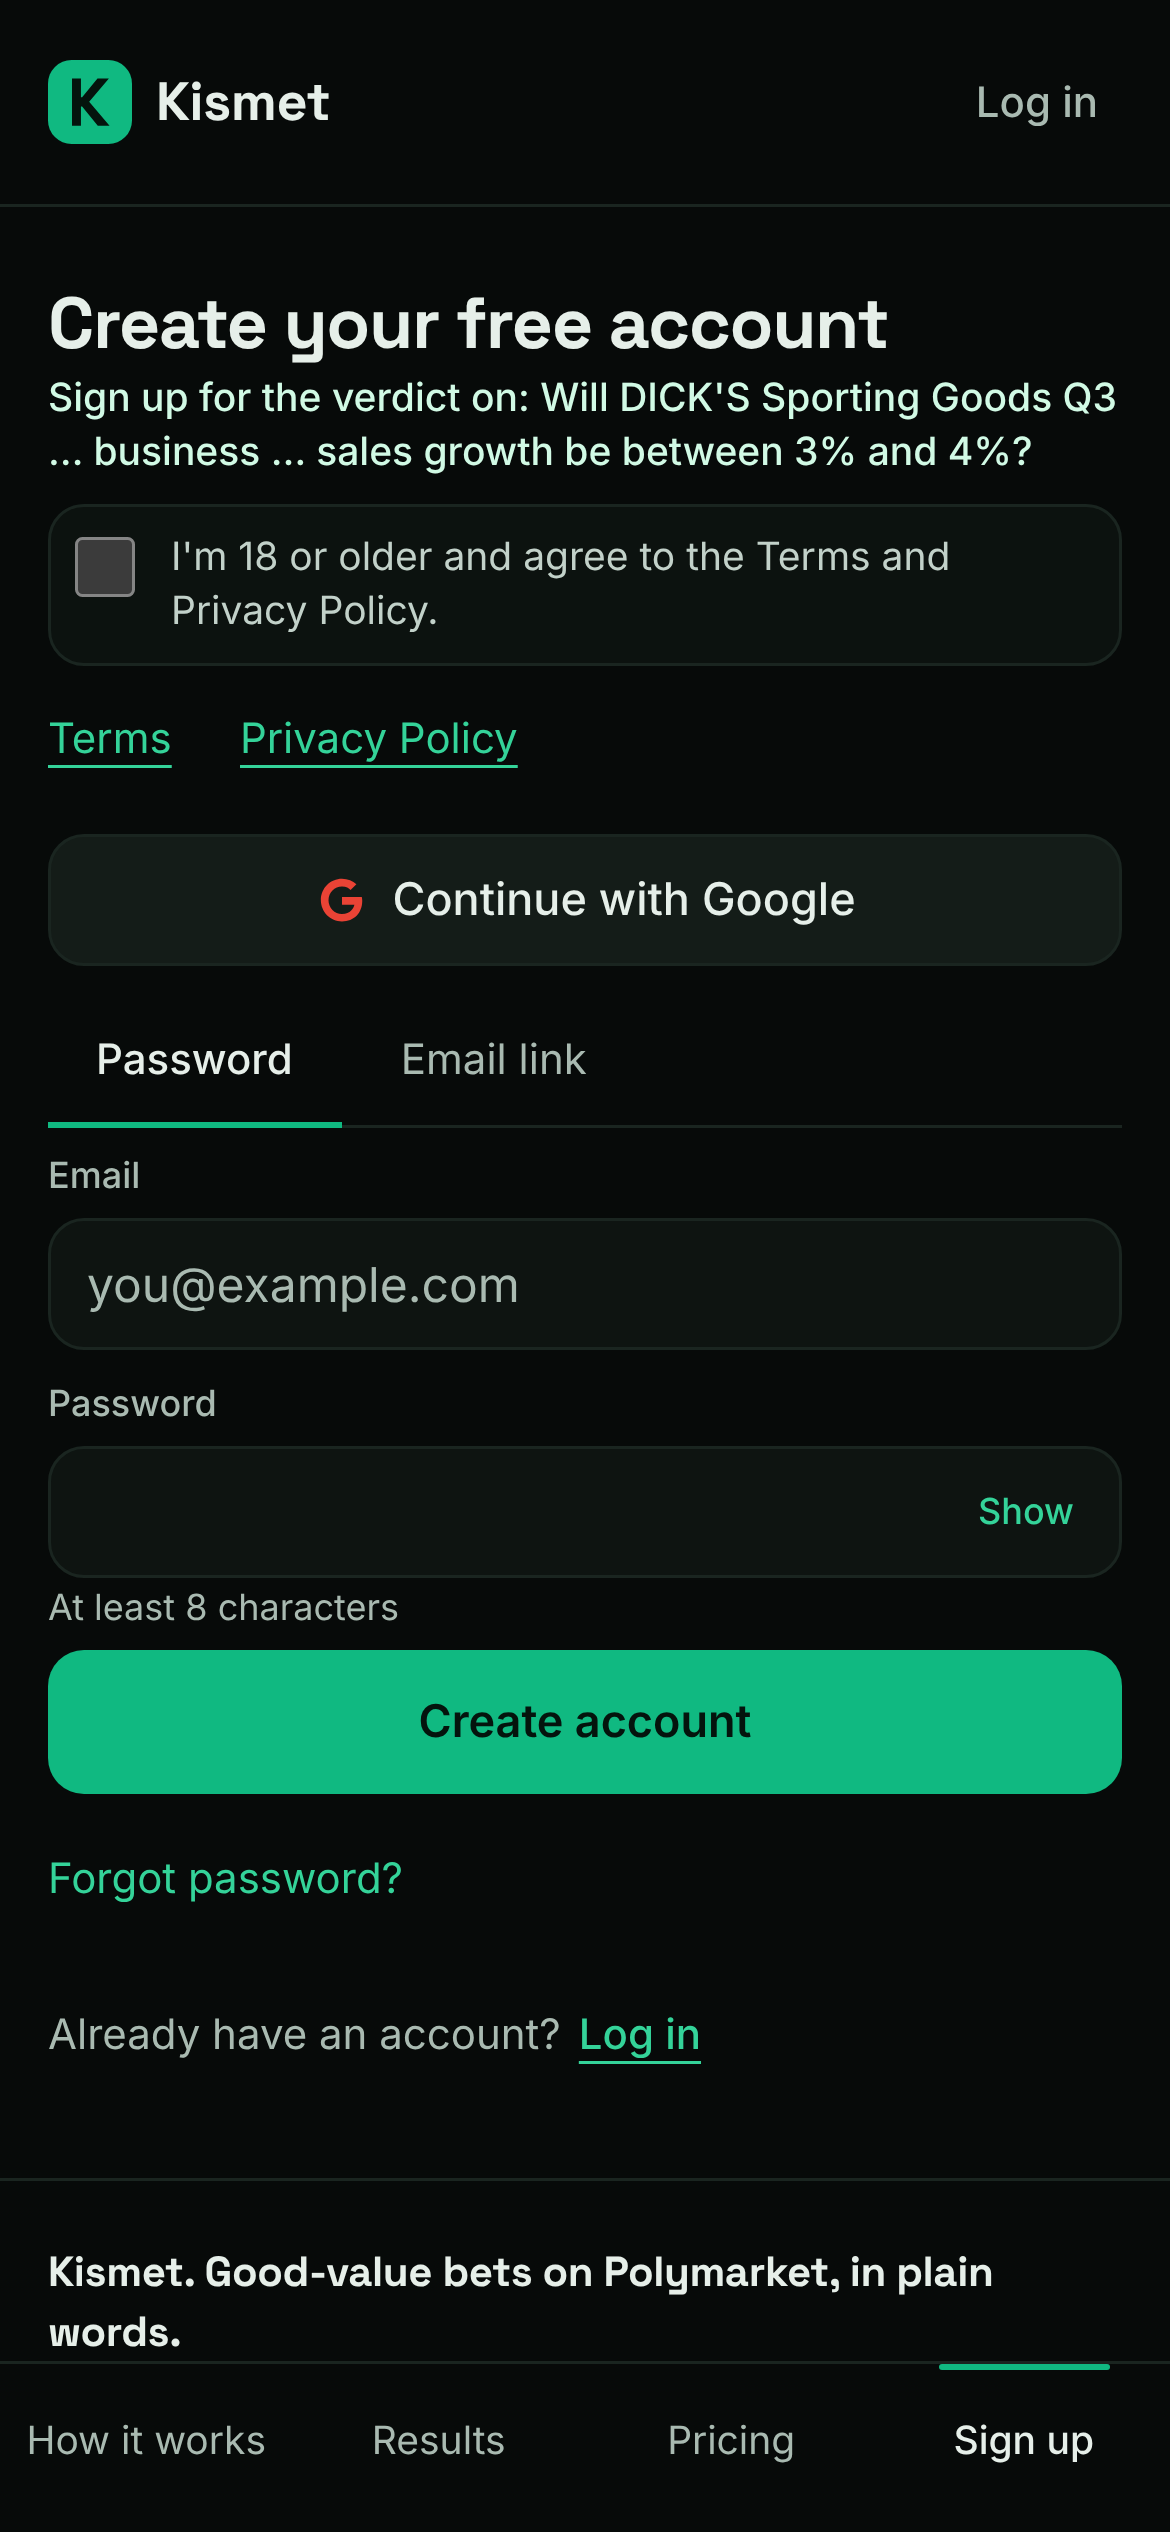 K Kismet
Log in
Create your free account
Sign up for the verdict on: Will DICK'S Sporting Goods Q3
... business ... sales growth be between 3% and 4%?
I'm 18 or older and agree to the Terms and
Privacy Policy.
Terms Privacy Policy
G Continue with Google
Password Email link
Email
you@example.com
Password
Show
At least 8 characters
Create account
Forgot password?
Already have an account? Log in
Kismet. Good-value bets on Polymarket, in plain
words.
How it works Results Pricing Sign up